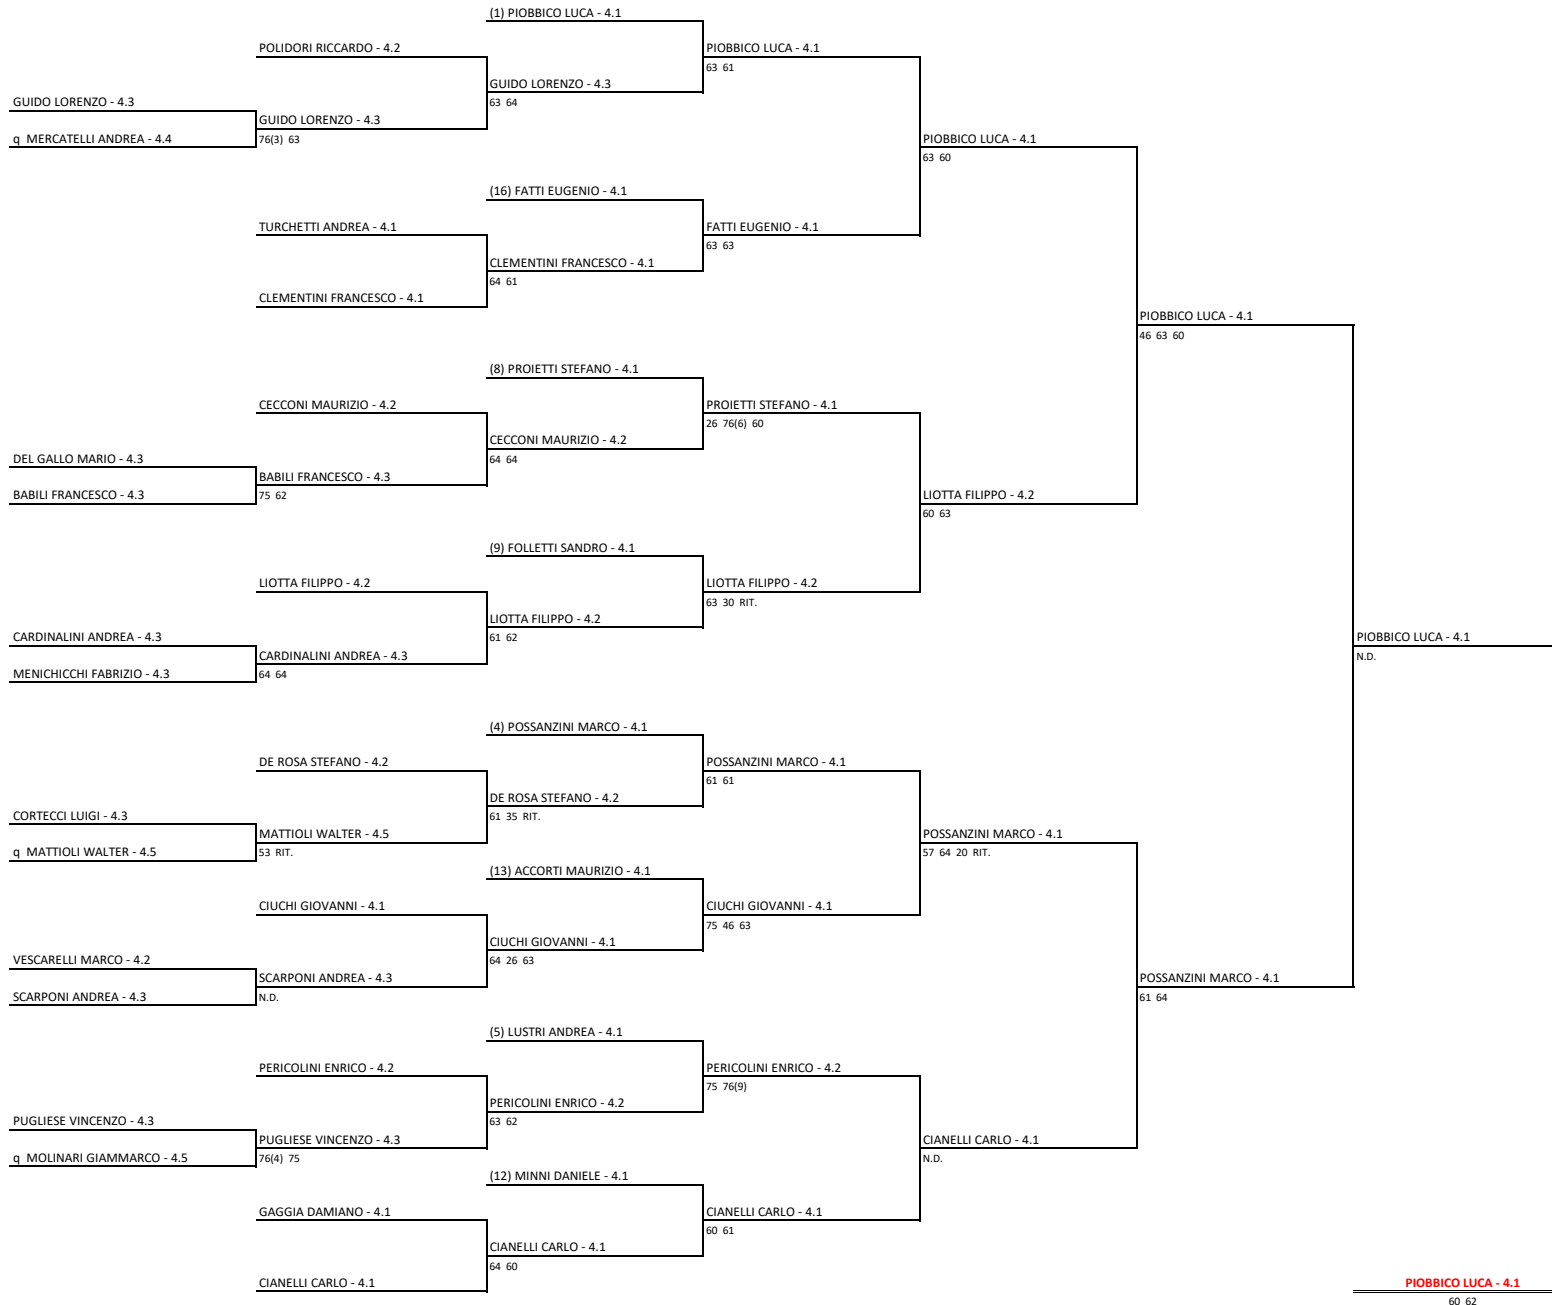 (1) PIOBBICO LUCA - 4.1
POLIDORI RICCARDO - 4.2
PIOBBICO LUCA - 4.1
63 61
GUIDO LORENZO - 4.3
63 64
GUIDO LORENZO - 4.3
GUIDO LORENZO - 4.3
76(3) 63
q MERCATELLI ANDREA - 4.4
PIOBBICO LUCA - 4.1
63 60
(16) FATTI EUGENIO - 4.1
TURCHETTI ANDREA - 4.1
FATTI EUGENIO - 4.1
63 63
CLEMENTINI FRANCESCO - 4.1
64 61
CLEMENTINI FRANCESCO - 4.1
PIOBBICO LUCA - 4.1
46 63 60
(8) PROIETTI STEFANO - 4.1
CECCONI MAURIZIO - 4.2
PROIETTI STEFANO - 4.1
26 76(6) 60
CECCONI MAURIZIO - 4.2
64 64
DEL GALLO MARIO - 4.3
BABILI FRANCESCO - 4.3
75 62
BABILI FRANCESCO - 4.3
LIOTTA FILIPPO - 4.2
60 63
(9) FOLLETTI SANDRO - 4.1
LIOTTA FILIPPO - 4.2
LIOTTA FILIPPO - 4.2
63 30 RIT.
LIOTTA FILIPPO - 4.2
61 62
CARDINALINI ANDREA - 4.3
CARDINALINI ANDREA - 4.3
64 64
MENICHICCHI FABRIZIO - 4.3
PIOBBICO LUCA - 4.1
N.D.
(4) POSSANZINI MARCO - 4.1
DE ROSA STEFANO - 4.2
POSSANZINI MARCO - 4.1
61 61
DE ROSA STEFANO - 4.2
61 35 RIT.
CORTECCI LUIGI - 4.3
MATTIOLI WALTER - 4.5
53 RIT.
q MATTIOLI WALTER - 4.5
POSSANZINI MARCO - 4.1
57 64 20 RIT.
(13) ACCORTI MAURIZIO - 4.1
CIUCHI GIOVANNI - 4.1
CIUCHI GIOVANNI - 4.1
75 46 63
CIUCHI GIOVANNI - 4.1
64 26 63
VESCARELLI MARCO - 4.2
SCARPONI ANDREA - 4.3
N.D.
SCARPONI ANDREA - 4.3
POSSANZINI MARCO - 4.1
61 64
(5) LUSTRI ANDREA - 4.1
PERICOLINI ENRICO - 4.2
PERICOLINI ENRICO - 4.2
75 76(9)
PERICOLINI ENRICO - 4.2
63 62
PUGLIESE VINCENZO - 4.3
PUGLIESE VINCENZO - 4.3
76(4) 75
q MOLINARI GIAMMARCO - 4.5
CIANELLI CARLO - 4.1
N.D.
(12) MINNI DANIELE - 4.1
GAGGIA DAMIANO - 4.1
CIANELLI CARLO - 4.1
60 61
CIANELLI CARLO - 4.1
64 60
CIANELLI CARLO - 4.1
PIOBBICO LUCA - 4.1
60 62